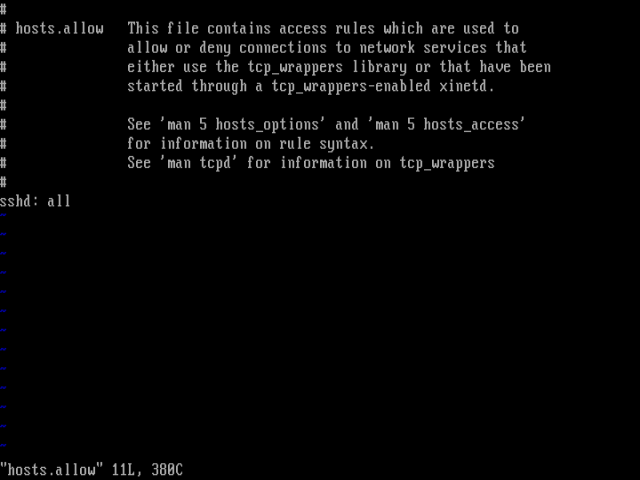 #
# hosts.allow   This file contains access rules which are used to
#               allow or deny connections to network services that
#               either use the tcp_wrappers library or that have been
#               started through a tcp_wrappers-enabled xinetd.
#
#               See 'man 5 hosts_options' and 'man 5 hosts_access'
#               for information on rule syntax.
#               See 'man tcpd' for information on tcp_wrappers
#
sshd: all
~
~
~
~
~
~
~
~
~
~
~
~
~
"hosts.allow" 11L, 380C